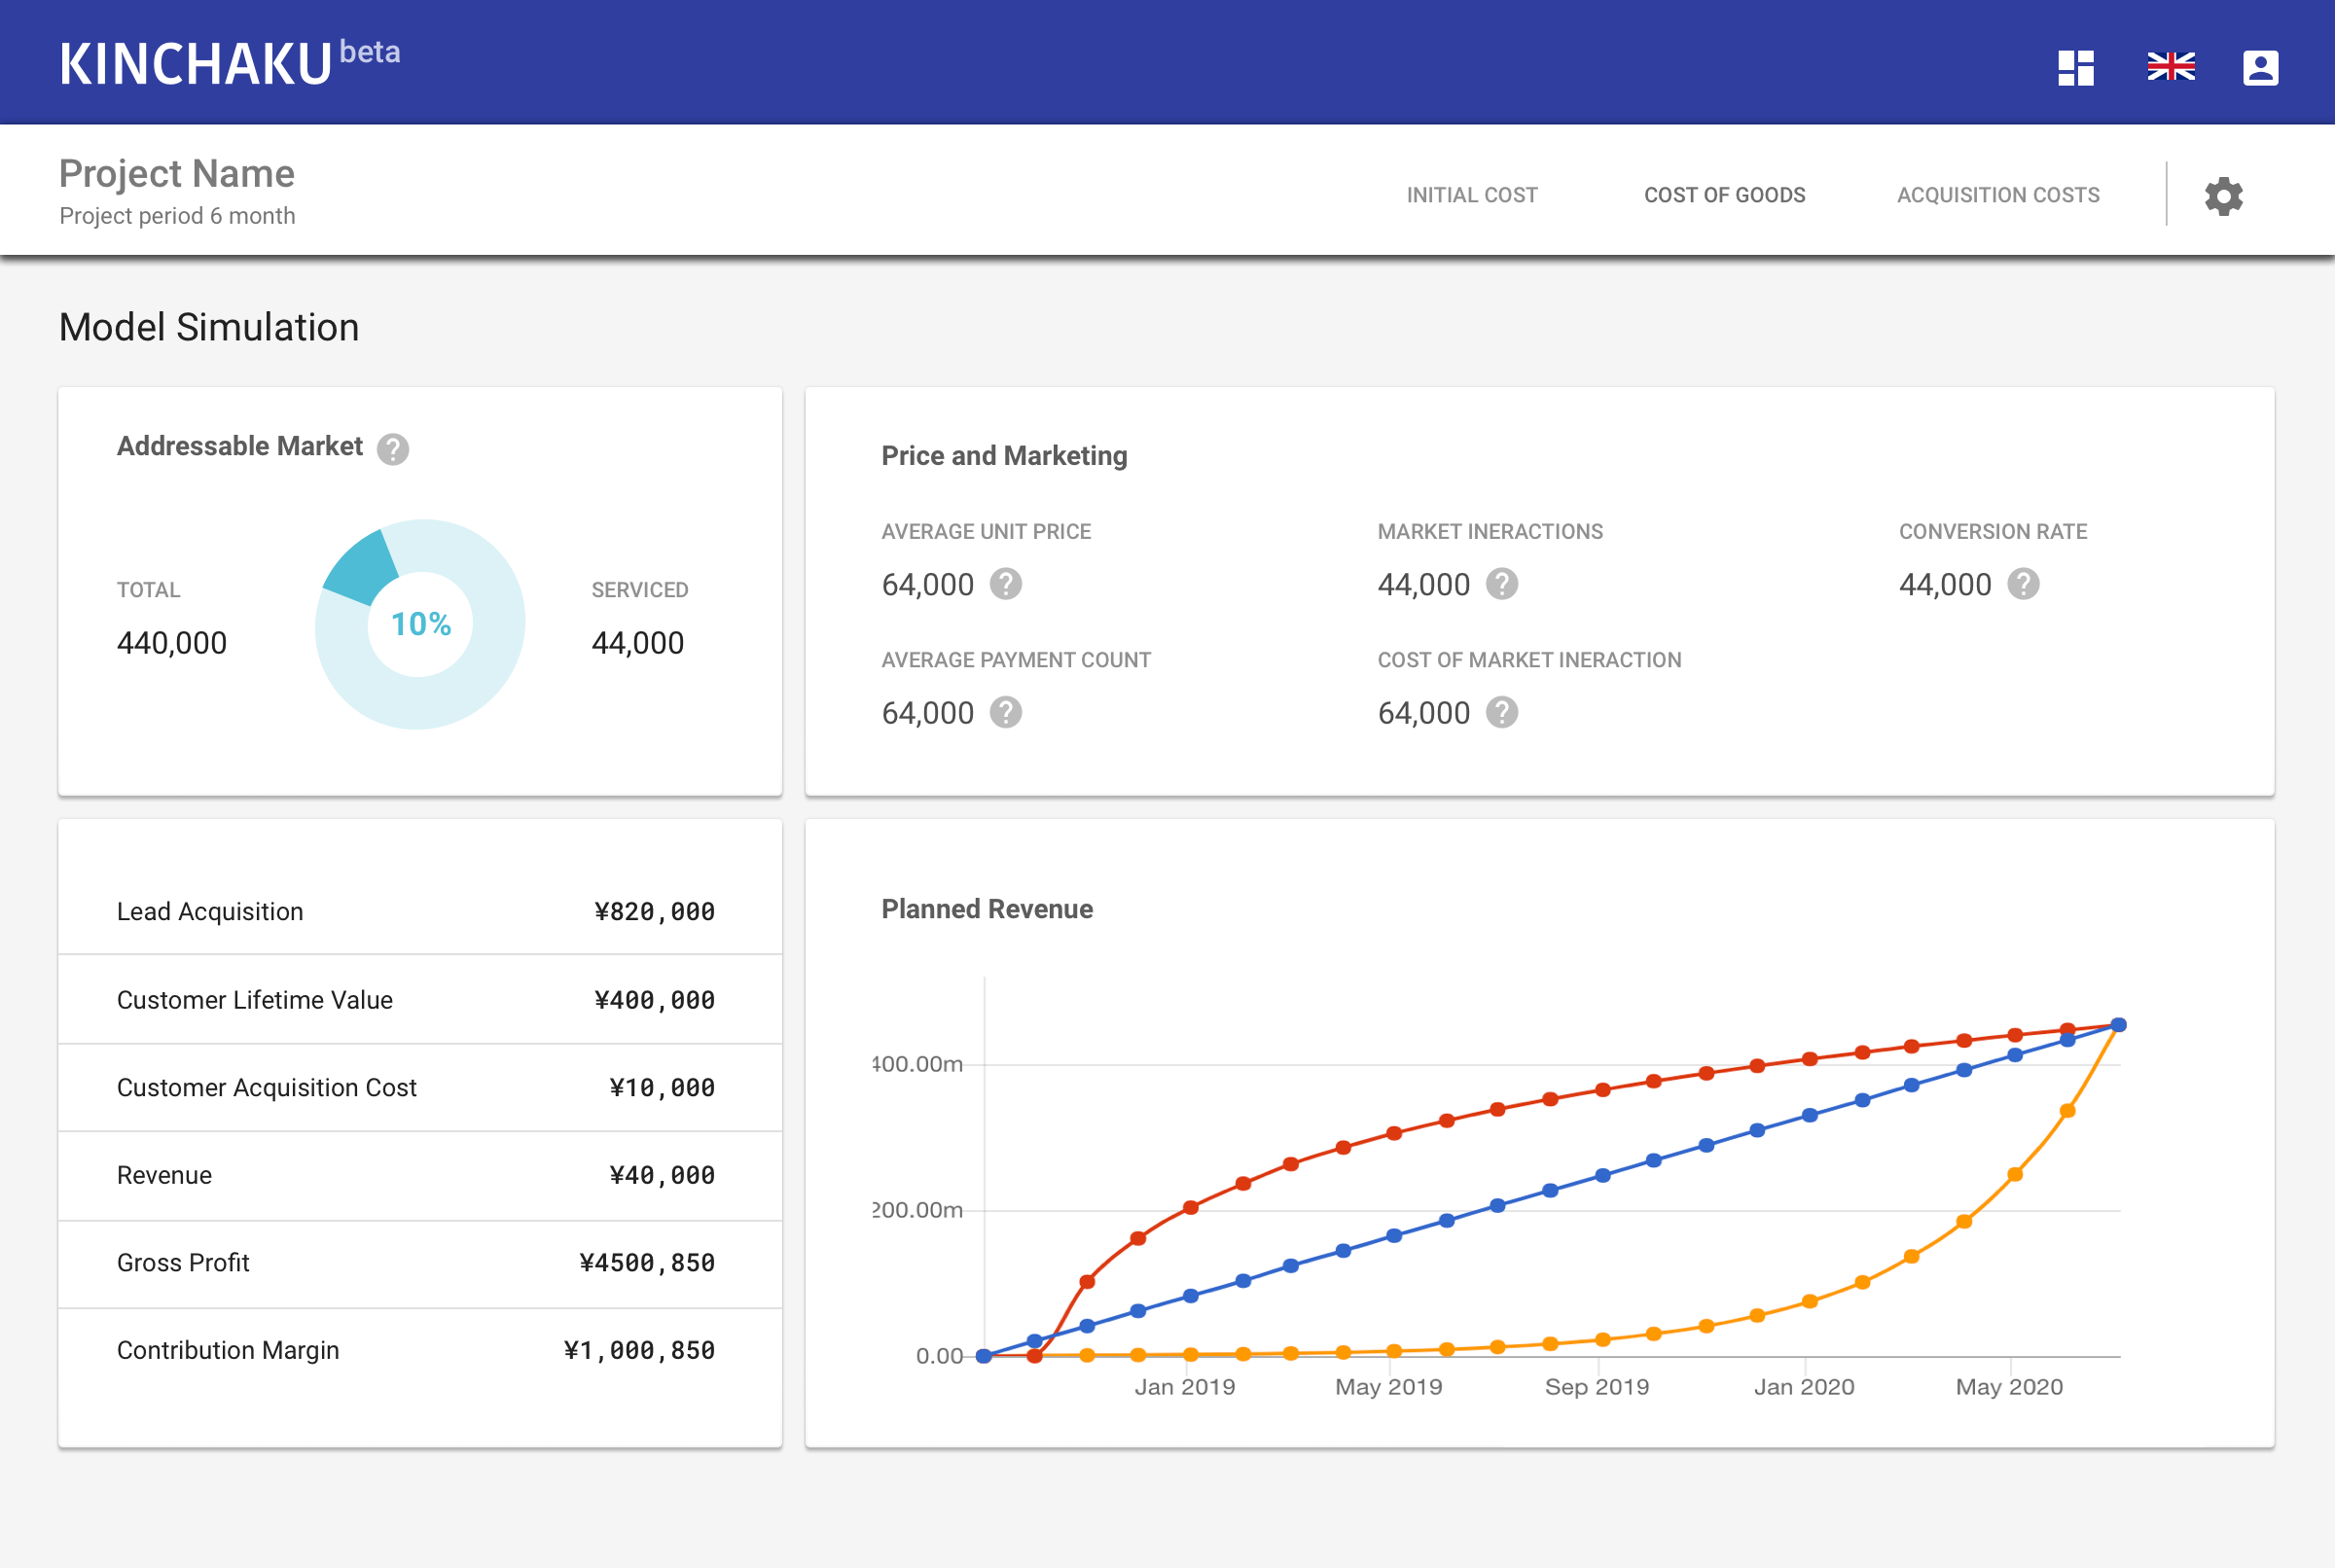 KINCHAKU beta
Project Name
Project period 6 month
INITIAL COST
COST OF GOODS
ACQUISITION COSTS
Model Simulation
Addressable Market ?
TOTAL
440,000
10%
SERVICED
44,000
Price and Marketing
AVERAGE UNIT PRICE
64,000 ?
MARKET INERACTIONS
44,000 ?
CONVERSION RATE
44,000 ?
AVERAGE PAYMENT COUNT
64,000 ?
COST OF MARKET INERACTION
64,000 ?
Lead Acquisition ¥820,000
Customer Lifetime Value ¥400,000
Customer Acquisition Cost ¥10,000
Revenue ¥40,000
Gross Profit ¥4500,850
Contribution Margin ¥1,000,850
Planned Revenue
400.00m
200.00m
0.00
Jan 2019
May 2019
Sep 2019
Jan 2020
May 2020